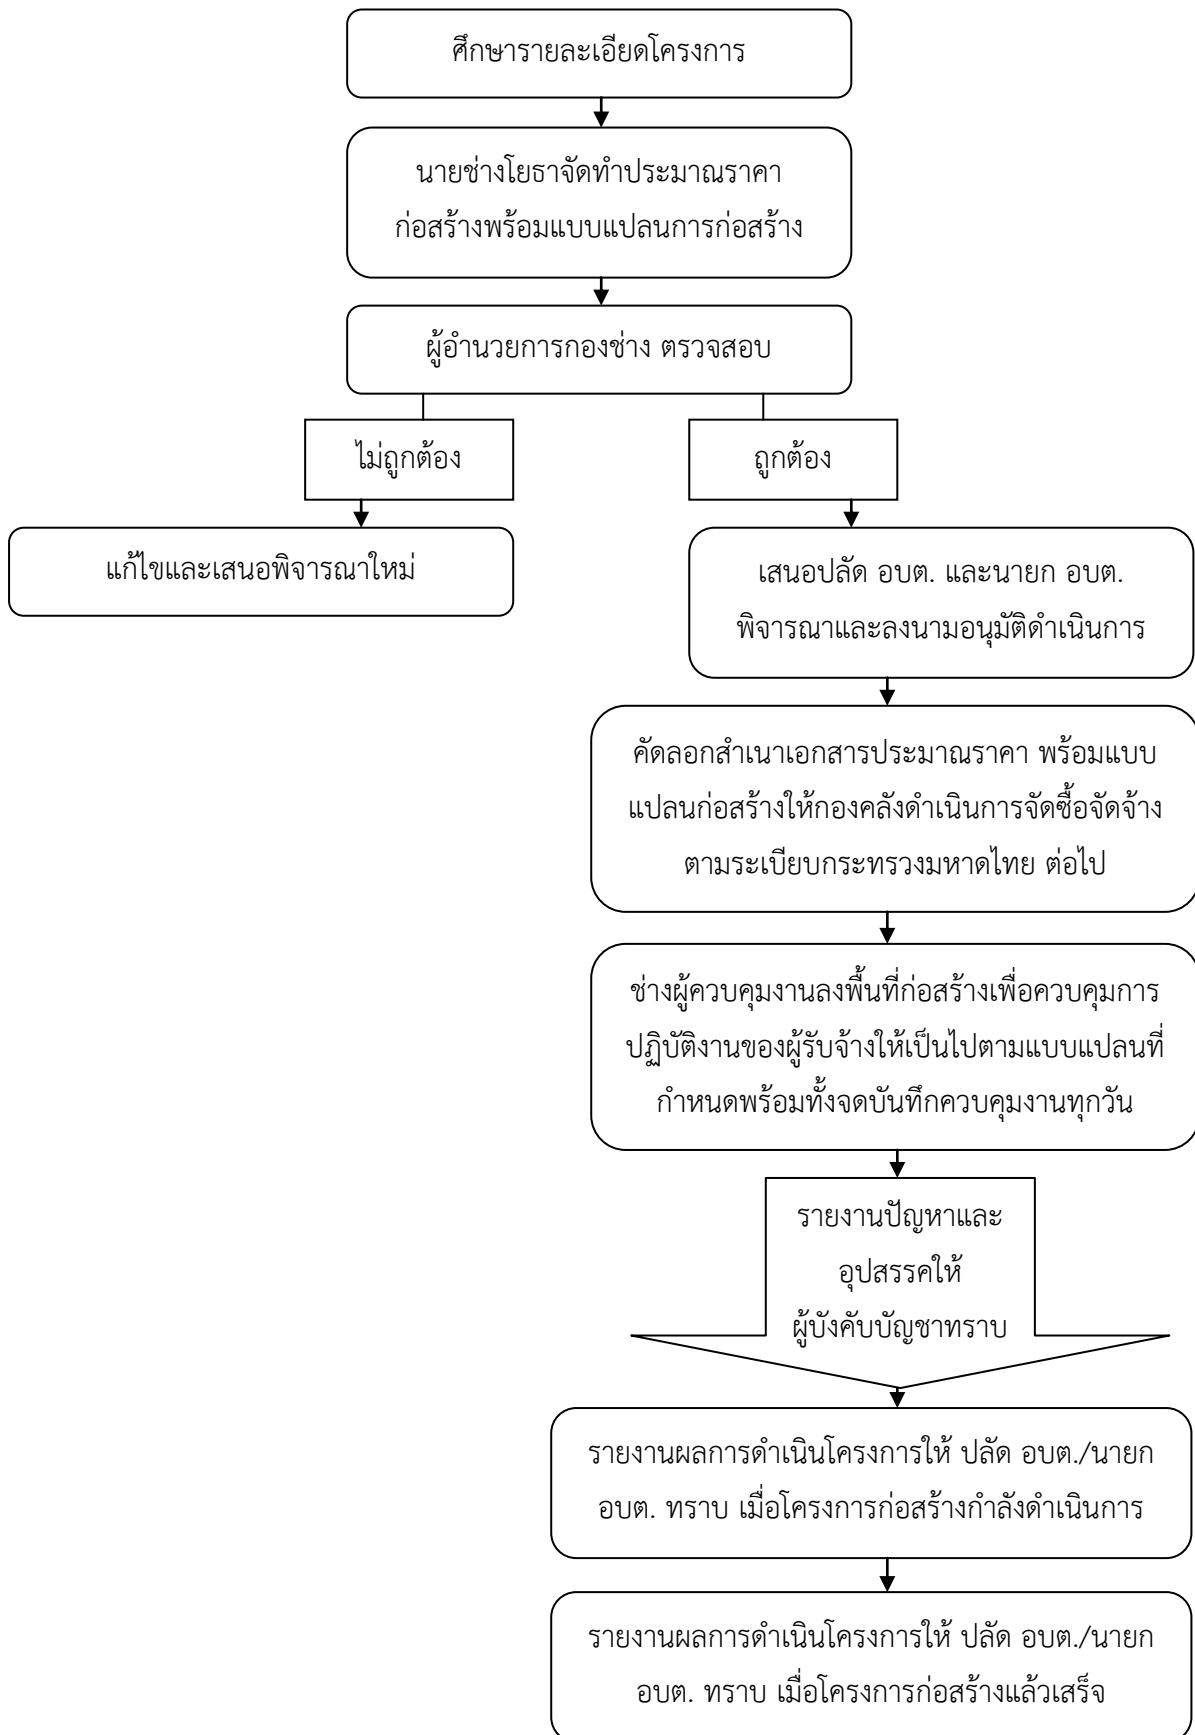 ศึกษารายละเอียดโครงการ
นายช่างโยธาจัดทำประมาณราคา
ก่อสร้างพร้อมแบบแปลนการก่อสร้าง
ผู้อำนวยการกองช่าง ตรวจสอบ
ไม่ถูกต้อง
ถูกต้อง
แก้ไขและเสนอพิจารณาใหม่
เสนอปลัด อบต. และนายก อบต.
พิจารณาและลงนามอนุมัติดำเนินการ
คัดลอกสำเนาเอกสารประมาณราคา พร้อมแบบ
แปลนก่อสร้างให้กองคลังดำเนินการจัดซื้อจัดจ้าง
ตามระเบียบกระทรวงมหาดไทย ต่อไป
ช่างผู้ควบคุมงานลงพื้นที่ก่อสร้างเพื่อควบคุมการ
ปฏิบัติงานของผู้รับจ้างให้เป็นไปตามแบบแปลนที่
กำหนดพร้อมทั้งจดบันทึกควบคุมงานทุกวัน
รายงานปัญหาและ
อุปสรรคให้
ผู้บังคับบัญชาทราบ
รายงานผลการดำเนินโครงการให้ ปลัด อบต./นายก
อบต. ทราบ เมื่อโครงการก่อสร้างกำลังดำเนินการ
รายงานผลการดำเนินโครงการให้ ปลัด อบต./นายก
อบต. ทราบ เมื่อโครงการก่อสร้างแล้วเสร็จ